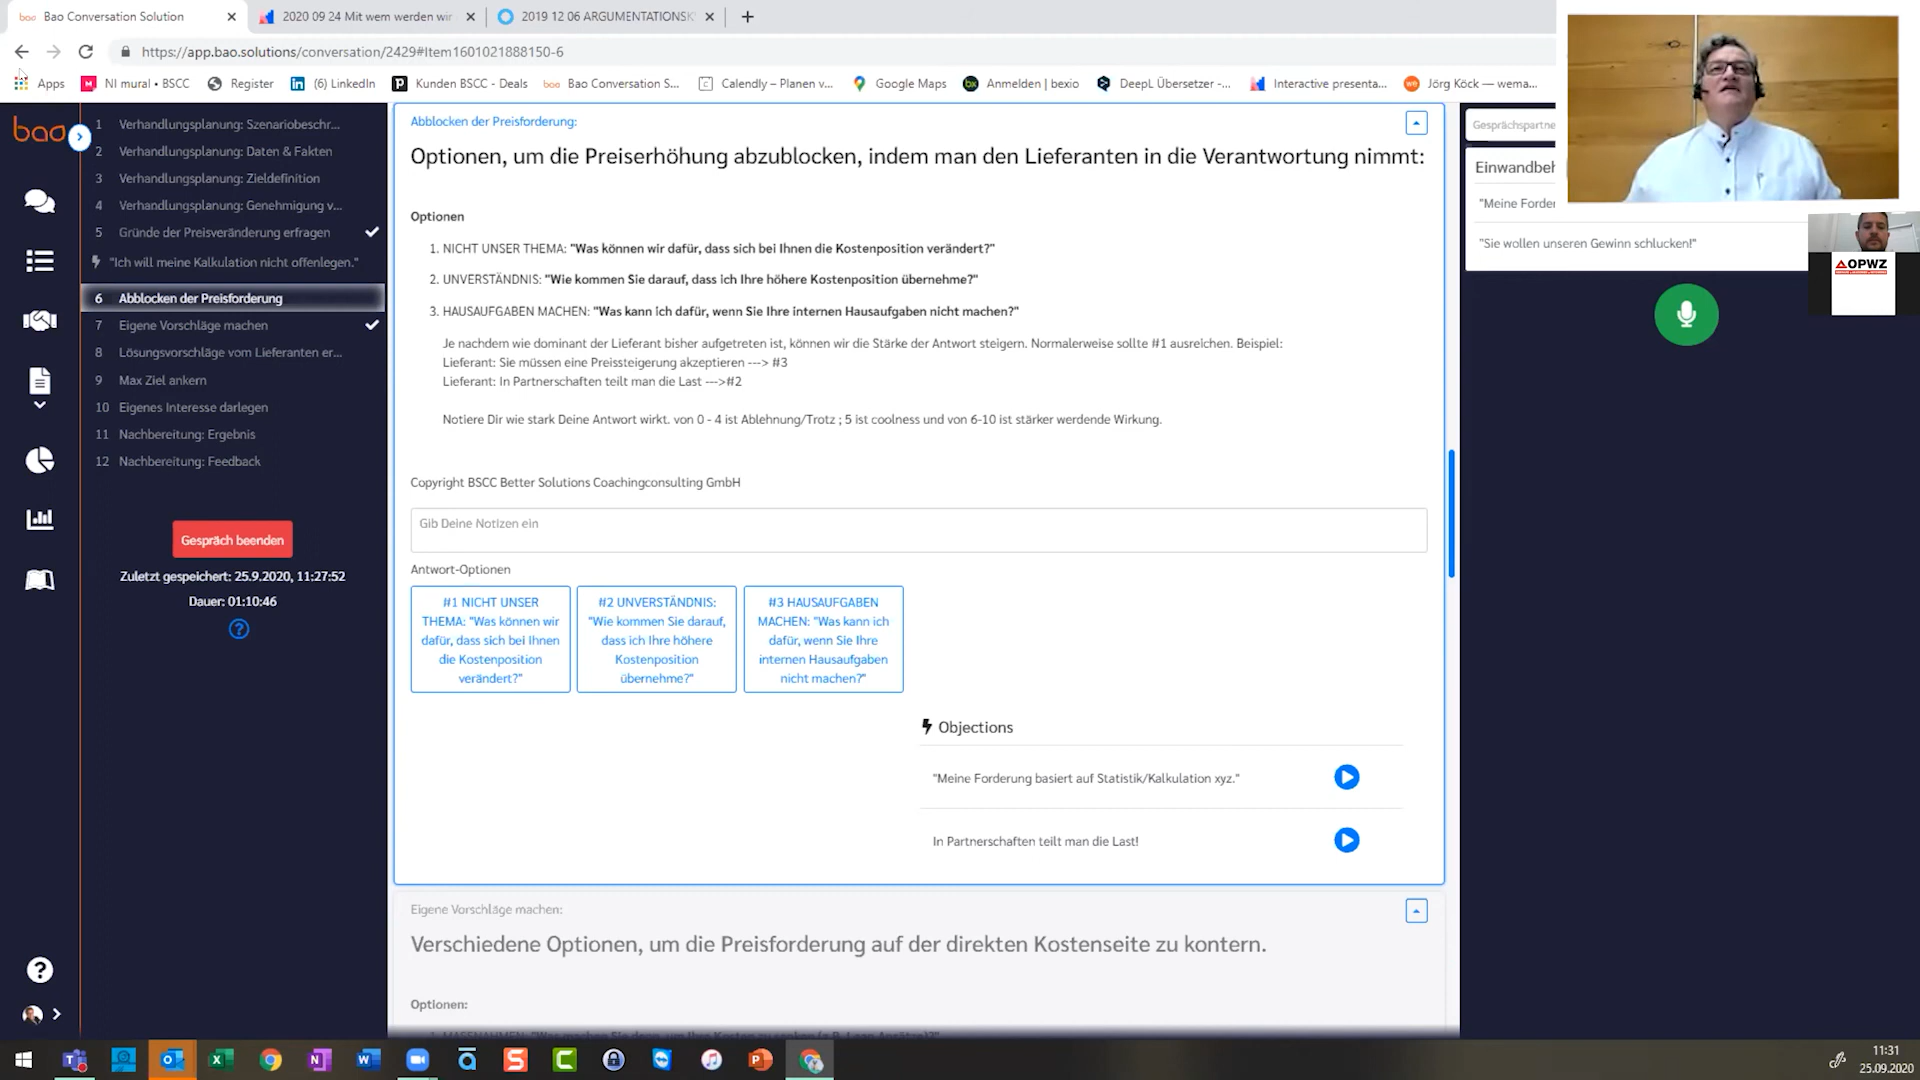 bao Bao Conversation Solution
2020 09 24 Mit wem werden wir
2019 12 06 ARGUMENTATIONSK
https://app.bao.solutions/conversation/2429#Item1601021888150-6
Apps
NI mural • BSCC
Register
(6) LinkedIn
Kunden BSCC - Deals
bao Bao Conversation S...
Calendly – Planen v...
Google Maps
Anmelden | bexio
DeepL Übersetzer -...
Interactive presenta...
Jörg Köck — wema...
bao
1 Verhandlungsplanung: Szenariobeschr...
2 Verhandlungsplanung: Daten & Fakten
3 Verhandlungsplanung: Zieldefinition
4 Verhandlungsplanung: Genehmigung v...
5 Gründe der Preisveränderung erfragen
"Ich will meine Kalkulation nicht offenlegen."
6 Abblocken der Preisforderung
7 Eigene Vorschläge machen
8 Lösungsvorschläge vom Lieferanten er...
9 Max Ziel ankern
10 Eigenes Interesse darlegen
11 Nachbereitung: Ergebnis
12 Nachbereitung: Feedback
Gespräch beenden
Zuletzt gespeichert: 25.9.2020, 11:27:52
Dauer: 01:10:46
Abblocken der Preisforderung:
Optionen, um die Preiserhöhung abzublocken, indem man den Lieferanten in die Verantwortung nimmt:
Optionen
1. NICHT UNSER THEMA: "Was können wir dafür, dass sich bei Ihnen die Kostenposition verändert?"
2. UNVERSTÄNDNIS: "Wie kommen Sie darauf, dass ich Ihre höhere Kostenposition übernehme?"
3. HAUSAUFGABEN MACHEN: "Was kann ich dafür, wenn Sie Ihre internen Hausaufgaben nicht machen?"
Je nachdem wie dominant der Lieferant bisher aufgetreten ist, können wir die Stärke der Antwort steigern. Normalerweise sollte #1 ausreichen. Beispiel:
Lieferant: Sie müssen eine Preissteigerung akzeptieren ---> #3
Lieferant: In Partnerschaften teilt man die Last --->#2
Notiere Dir wie stark Deine Antwort wirkt. von 0 - 4 ist Ablehnung/Trotz ; 5 ist coolness und von 6-10 ist stärker werdende Wirkung.
Copyright BSCC Better Solutions Coachingconsulting GmbH
Gib Deine Notizen ein
Antwort-Optionen
#1 NICHT UNSER
THEMA: "Was können wir
dafür, dass sich bei Ihnen
die Kostenposition
verändert?"
#2 UNVERSTÄNDNIS:
"Wie kommen Sie darauf,
dass ich Ihre höhere
Kostenposition
übernehme?"
#3 HAUSAUFGABEN
MACHEN: "Was kann ich
dafür, wenn Sie Ihre
internen Hausaufgaben
nicht machen?"
Objections
"Meine Forderung basiert auf Statistik/Kalkulation xyz."
In Partnerschaften teilt man die Last!
Eigene Vorschläge machen:
Verschiedene Optionen, um die Preisforderung auf der direkten Kostenseite zu kontern.
Optionen:
Gesprächspartne
Einwandbeh
"Meine Forde
"Sie wollen unseren Gewinn schlucken!"
OPWZ
11:31
25.09.2020